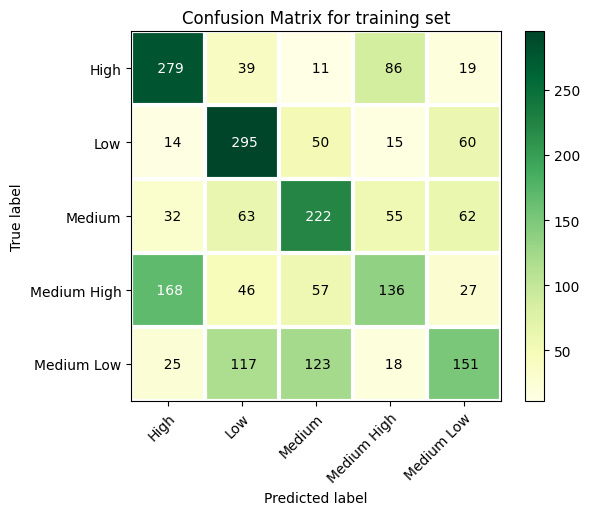 Confusion Matrix for training set
True label
High 279 39 11 86 19
Low 14 295 50 15 60
Medium 32 63 222 55 62
Medium High 168 46 57 136 27
Medium Low 25 117 123 18 151
High Low Medium Medium High Medium Low
Predicted label
250
200
150
100
50